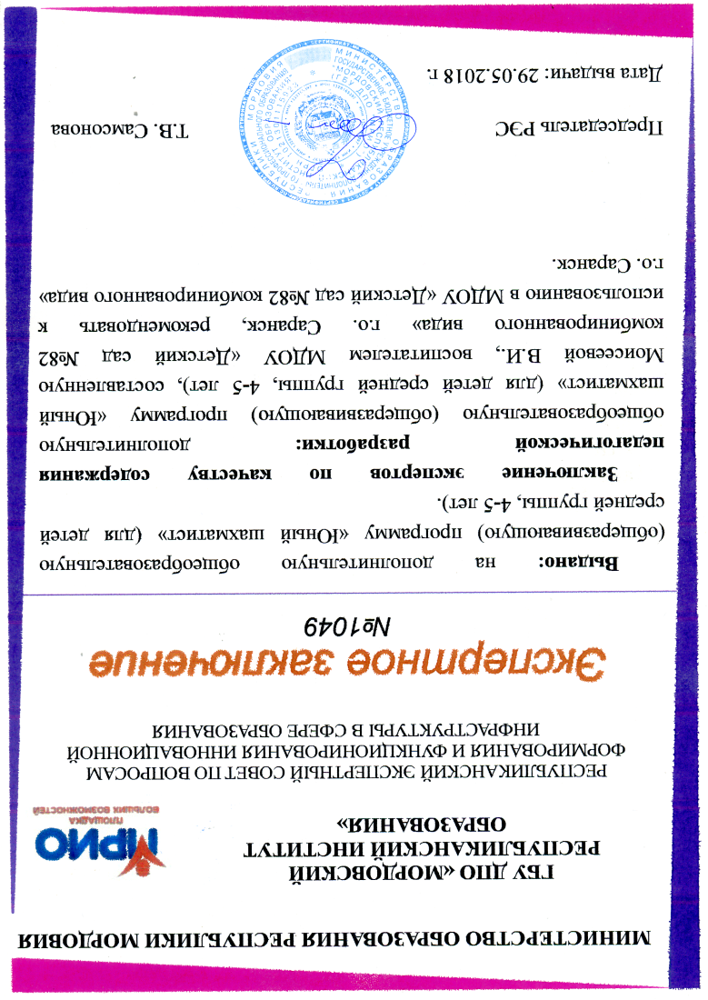 МИНИСТЕРСТВО ОБРАЗОВАНИЯ РЕСПУБЛИКИ МОРДОВИЯ
ГБУ ДПО «МОРДОВСКИЙ
РЕСПУБЛИКАНСКИЙ ИНСТИТУТ
ОБРАЗОВАНИЯ»
МРИО
ПЛОЩАДКА
БОЛЬШИХ ВОЗМОЖНОСТЕЙ
РЕСПУБЛИКАНСКИЙ ЭКСПЕРТНЫЙ СОВЕТ ПО ВОПРОСАМ
ФОРМИРОВАНИЯ И ФУНКЦИОНИРОВАНИЯ ИННОВАЦИОННОЙ
ИНФРАСТРУКТУРЫ В СФЕРЕ ОБРАЗОВАНИЯ
Экспертное заключение
№1049
Выдано: на дополнительную общеобразовательную
(общеразвивающую) программу «Юный шахматист» (для детей
средней группы, 4-5 лет).
Заключение экспертов по качеству содержания
педагогической разработки: дополнительную
общеобразовательную (общеразвивающую) программу «Юный
шахматист» (для детей средней группы, 4-5 лет), составленную
Моисеевой В.И., воспитателем МДОУ «Детский сад №82
комбинированного вида» г.о. Саранск, рекомендовать к
использованию в МДОУ «Детский сад №82 комбинированного вида»
г.о. Саранск.
Председатель РЭС Т.В. Самсонова
Дата выдачи: 29.05.2018 г.
МИНИСТЕРСТВО ОБРАЗОВАНИЯ РЕСПУБЛИКИ МОРДОВИЯ